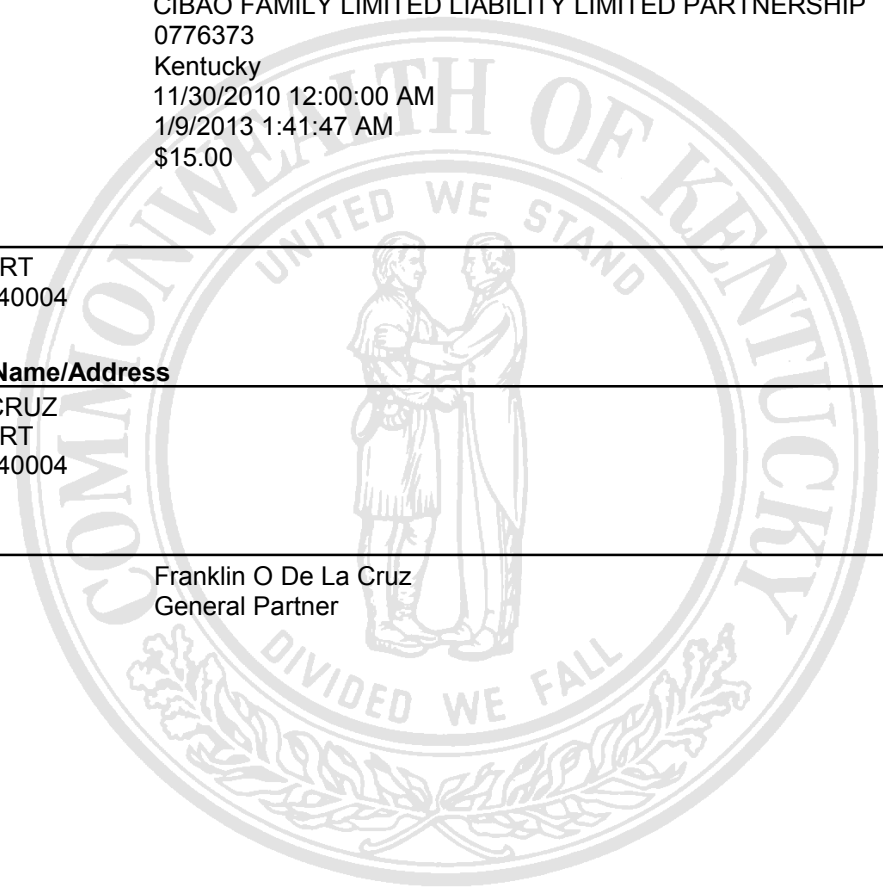 CIBAO FAMILY LIMITED LIABILITY LIMITED PARTNERSHIP
0776373
Kentucky
11/30/2010 12:00:00 AM
1/9/2013 1:41:47 AM
$15.00
RT
40004
Name/Address
CRUZ
RT
40004
Franklin O De La Cruz
General Partner
COMMONWEALTH OF KENTUCKY
UNITED WE STAND
DIVIDED WE FALL